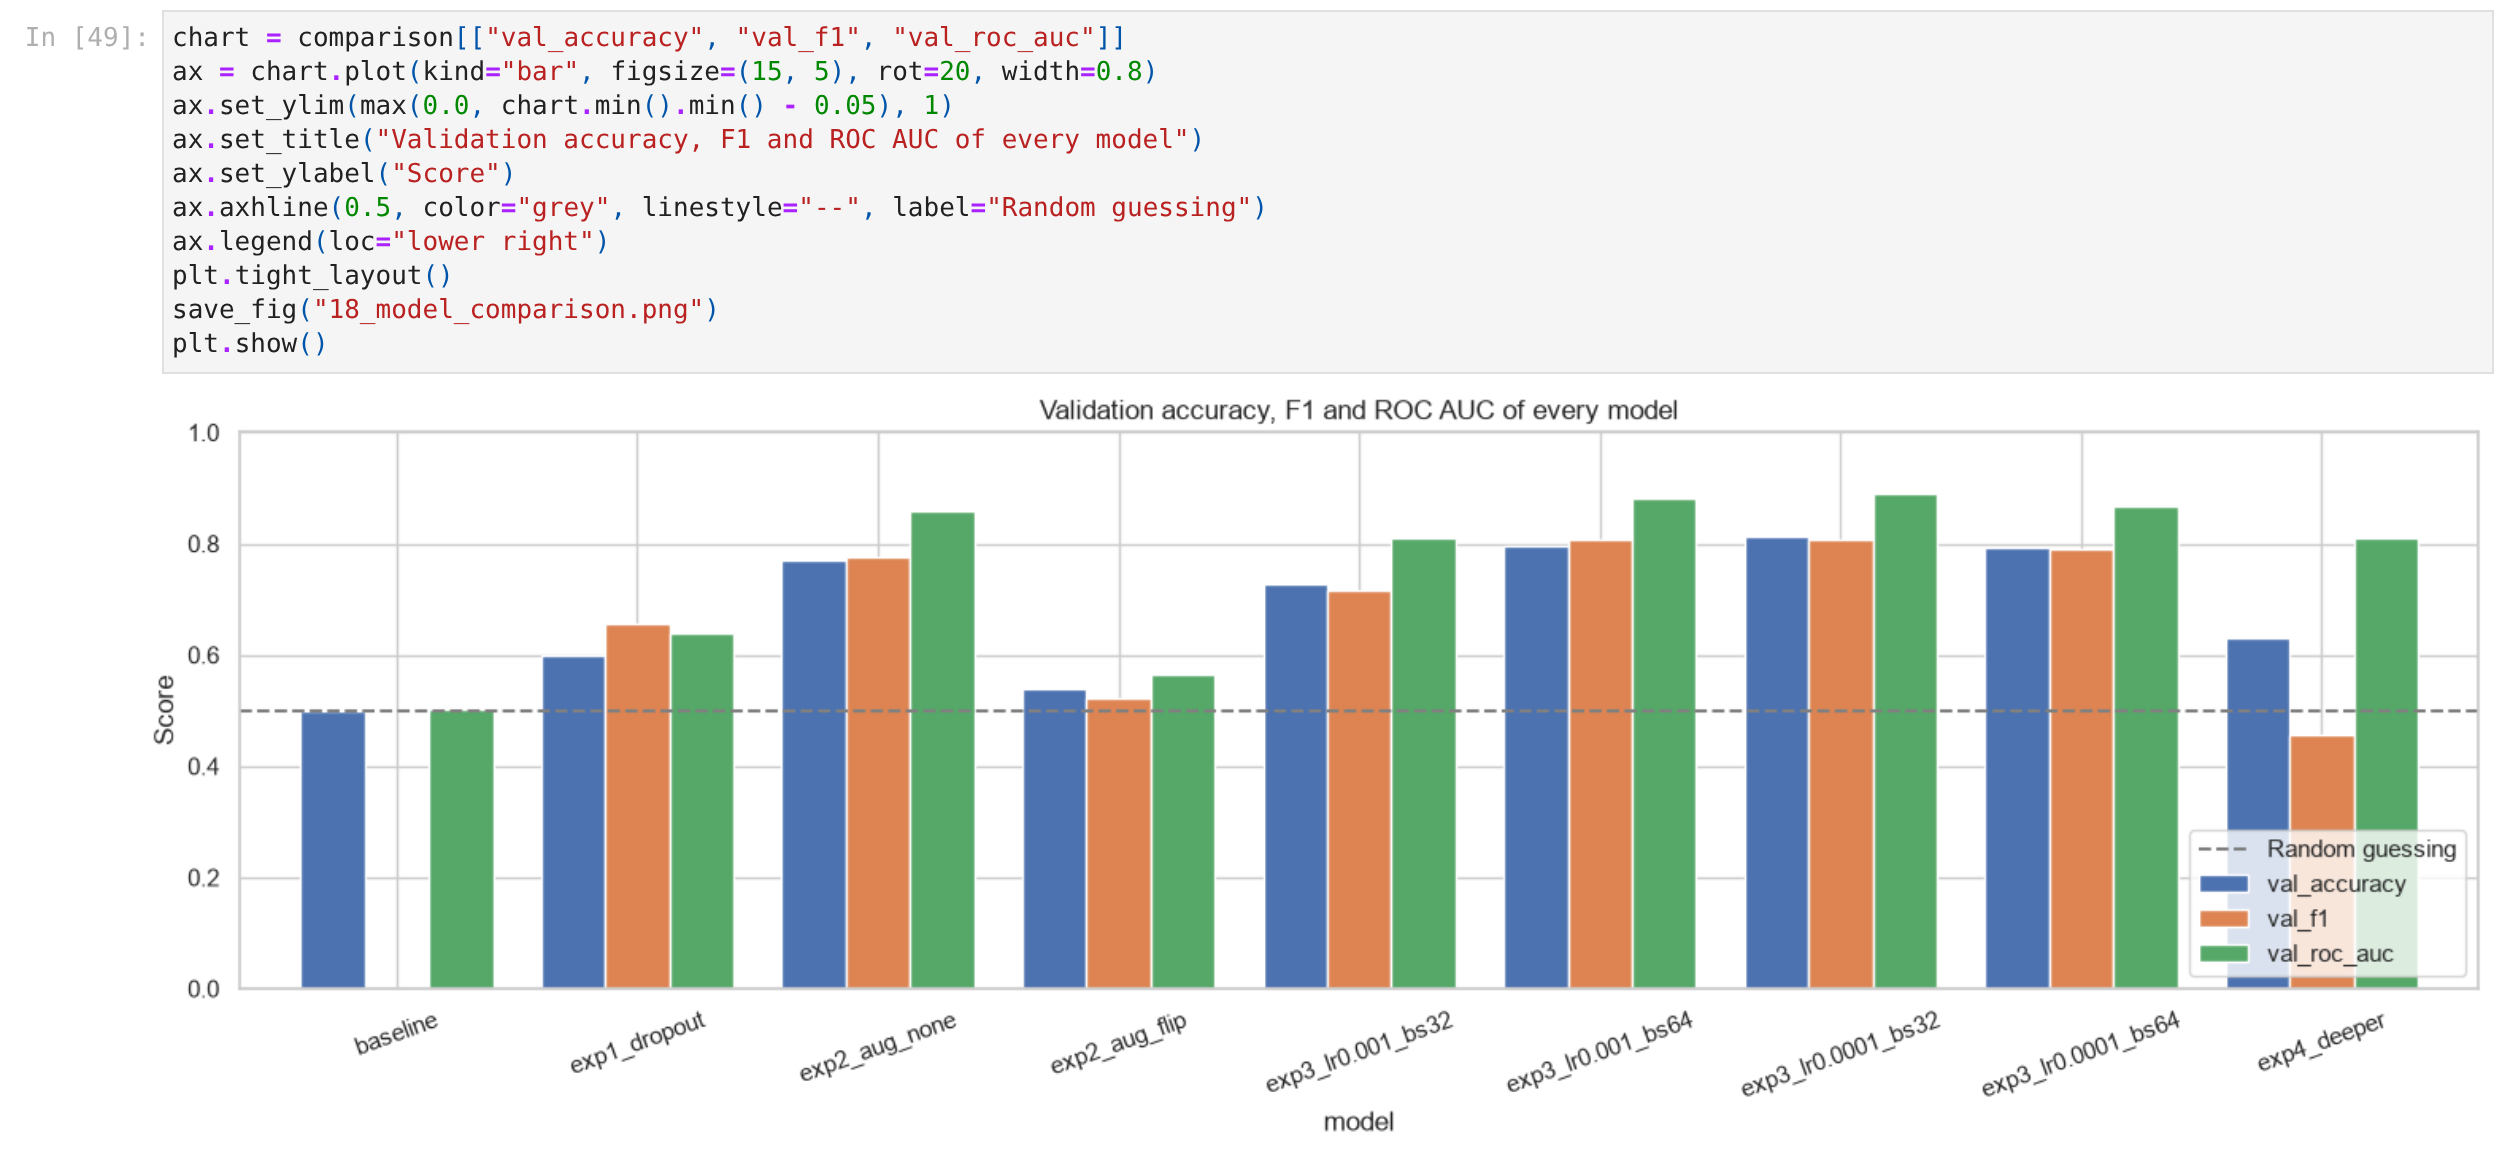 In [49]:
chart = comparison[["val_accuracy", "val_f1", "val_roc_auc"]]
ax = chart.plot(kind="bar", figsize=(15, 5), rot=20, width=0.8)
ax.set_ylim(max(0.0, chart.min().min() - 0.05), 1)
ax.set_title("Validation accuracy, F1 and ROC AUC of every model")
ax.set_ylabel("Score")
ax.axhline(0.5, color="grey", linestyle="--", label="Random guessing")
ax.legend(loc="lower right")
plt.tight_layout()
save_fig("18_model_comparison.png")
plt.show()
Validation accuracy, F1 and ROC AUC of every model
1.0
0.8
0.6
0.4
0.2
0.0
Score
Random guessing
val_accuracy
val_f1
val_roc_auc
baseline
exp1_dropout
exp2_aug_none
exp2_aug_flip
exp3_lr0.001_bs32
exp3_lr0.001_bs64
exp3_lr0.0001_bs32
exp3_lr0.0001_bs64
exp4_deeper
model